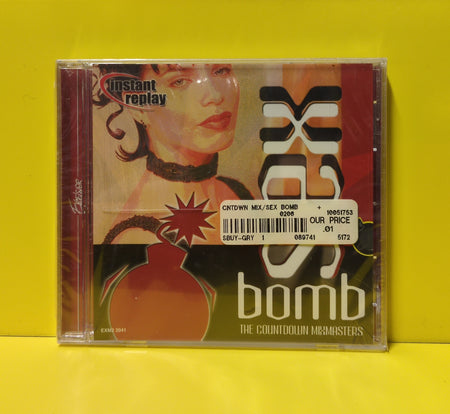 instant
replay
SEX
CNTDWN MIX/SEX BOMB +
0206 10051753
OUR PRICE
.01
SBUY-GRY 1 089741 5172
bomb
THE COUNTDOWN MIXMASTERS
EXN2 2041